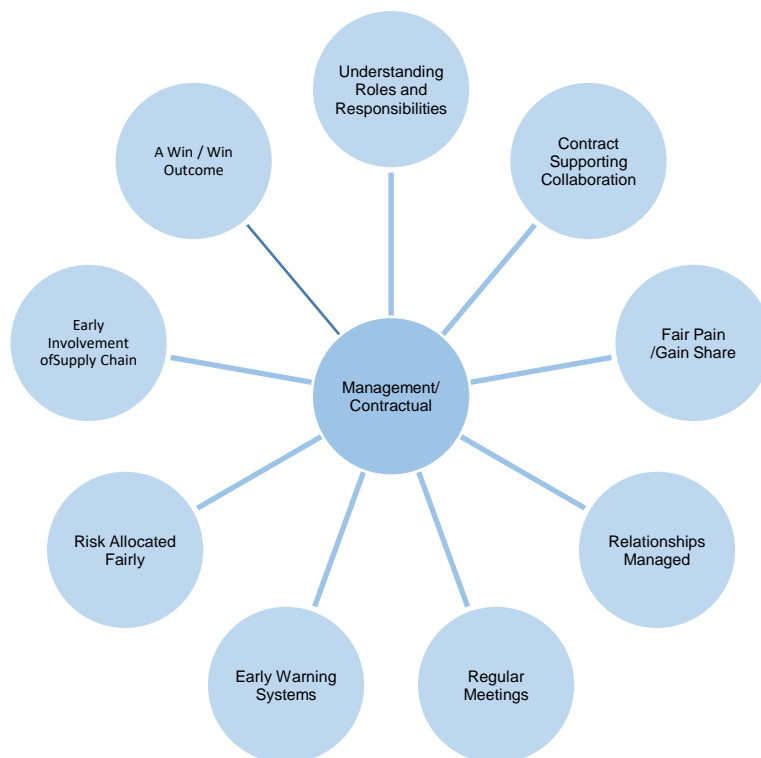 Understanding
Roles and
Responsibilities
A Win / Win
Outcome
Contract
Supporting
Collaboration
Early
Involvement
ofSupply Chain
Fair Pain
/Gain Share
Management/
Contractual
Risk Allocated
Fairly
Relationships
Managed
Early Warning
Systems
Regular
Meetings